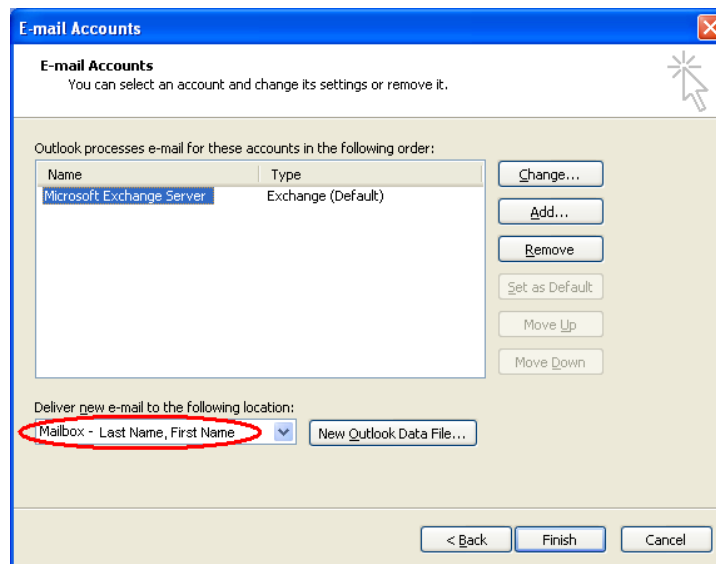 E-mail Accounts
E-mail Accounts
You can select an account and change its settings or remove it.
Outlook processes e-mail for these accounts in the following order:
Name Type
Microsoft Exchange Server Exchange (Default)
Change...
Add...
Remove
Set as Default
Move Up
Move Down
Deliver new e-mail to the following location:
Mailbox - Last Name, First Name New Outlook Data File...
< Back Finish Cancel